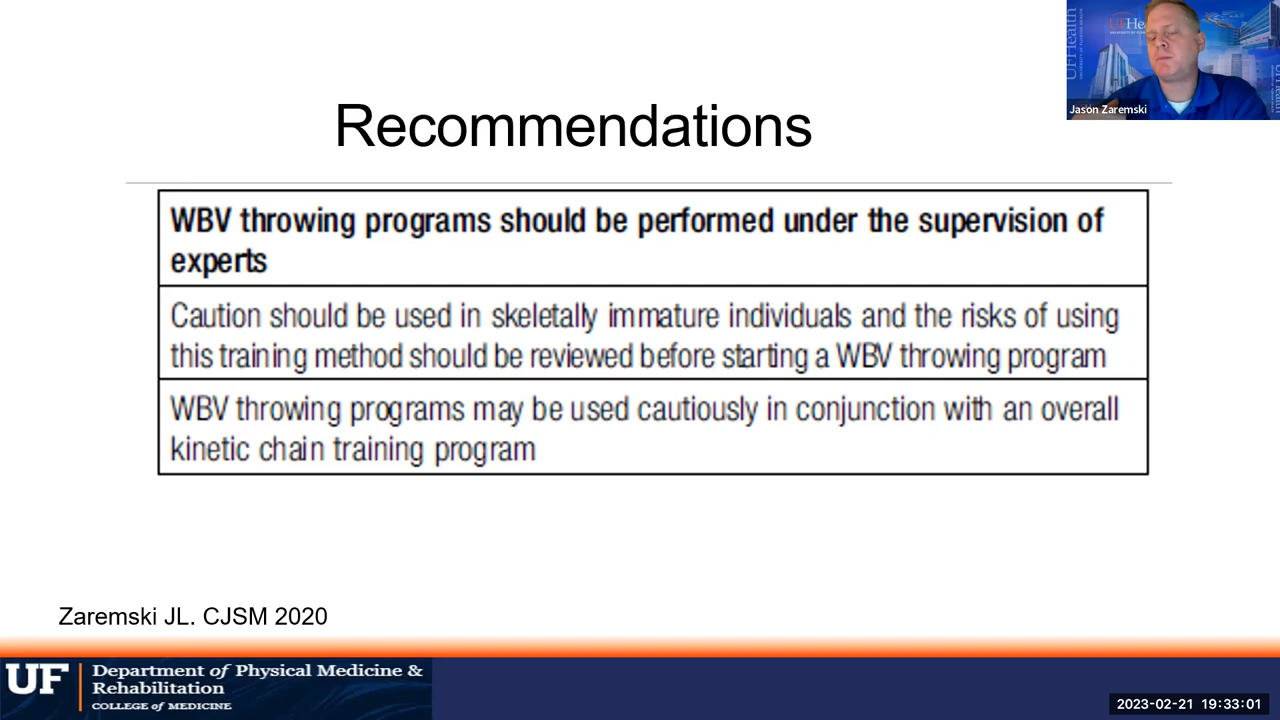 UFHealth
UFHea
Jason Zaremski
Recommendations
WBV throwing programs should be performed under the supervision of
experts
Caution should be used in skeletally immature individuals and the risks of using
this training method should be reviewed before starting a WBV throwing program
WBV throwing programs may be used cautiously in conjunction with an overall
kinetic chain training program
Zaremski JL. CJSM 2020
UF
Department of Physical Medicine &
Rehabilitation
COLLEGE of MEDICINE
2023-02-21 19:33:01